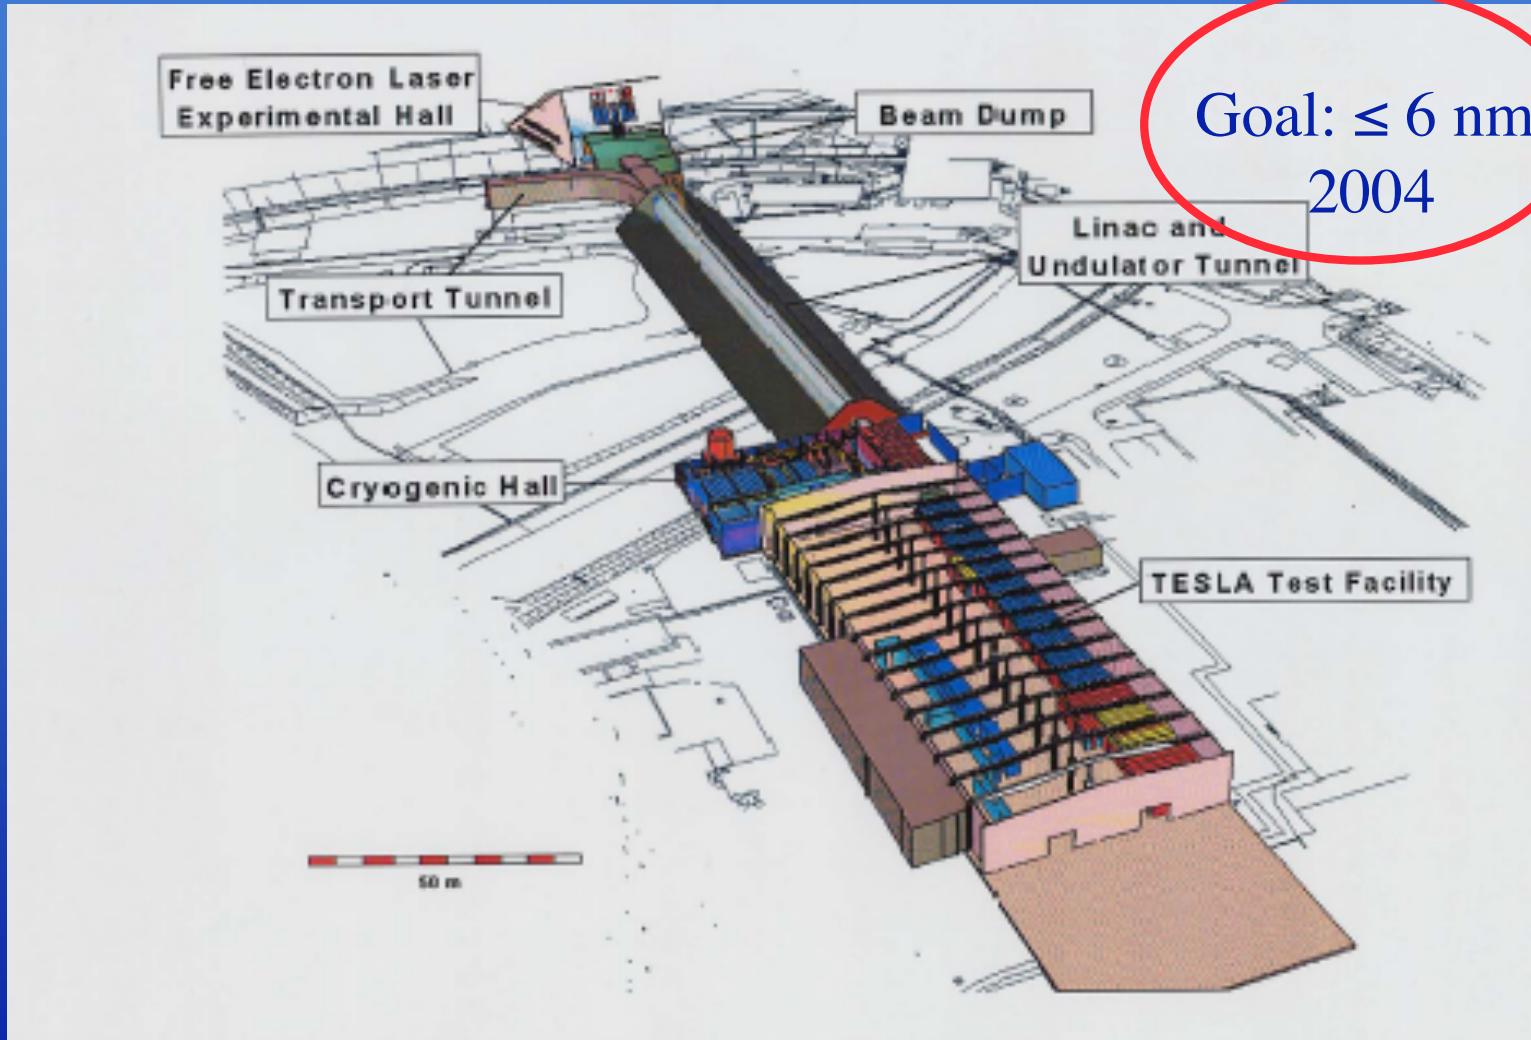 Free Electron Laser
Experimental Hall
Beam Dump
Goal: ≤ 6 nm
2004
Linac and
Undulator Tunnel
Transport Tunnel
Cryogenic Hall
TESLA Test Facility
50 m